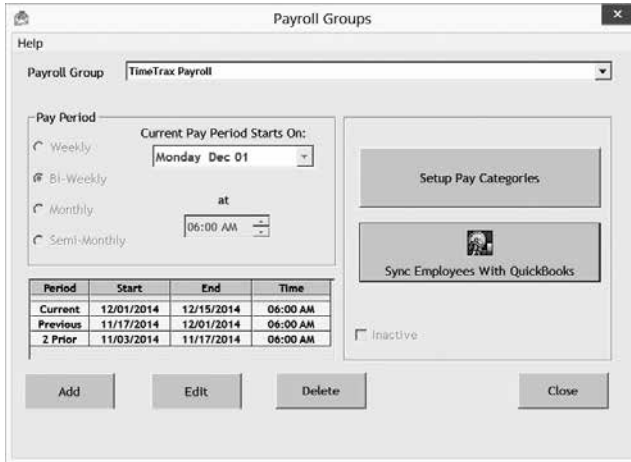 Payroll Groups
Help
Payroll Group TimeTrax Payroll
Pay Period
Current Pay Period Starts On:
Weekly
Monday Dec 01
Bi-Weekly
at
Monthly
06:00 AM
Semi-Monthly
Setup Pay Categories
Sync Employees With QuickBooks
Period Start End Time
Current 12/01/2014 12/15/2014 06:00 AM
Previous 11/17/2014 12/01/2014 06:00 AM
2 Prior 11/03/2014 11/17/2014 06:00 AM
Inactive
Add Edit Delete Close